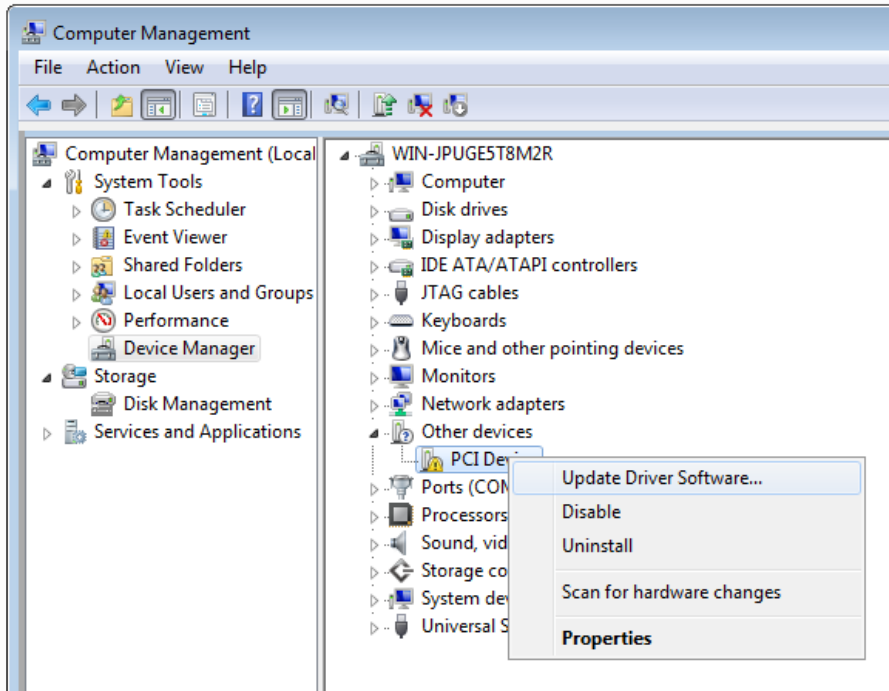 Computer Management
File Action View Help
Computer Management (Local
System Tools
Task Scheduler
Event Viewer
Shared Folders
Local Users and Groups
Performance
Device Manager
Storage
Disk Management
Services and Applications
WIN-JPUGE5T8M2R
Computer
Disk drives
Display adapters
IDE ATA/ATAPI controllers
JTAG cables
Keyboards
Mice and other pointing devices
Monitors
Network adapters
Other devices
PCI Dev
Ports (COM
Processors
Sound, vid
Storage co
System dev
Universal S
Update Driver Software...
Disable
Uninstall
Scan for hardware changes
Properties